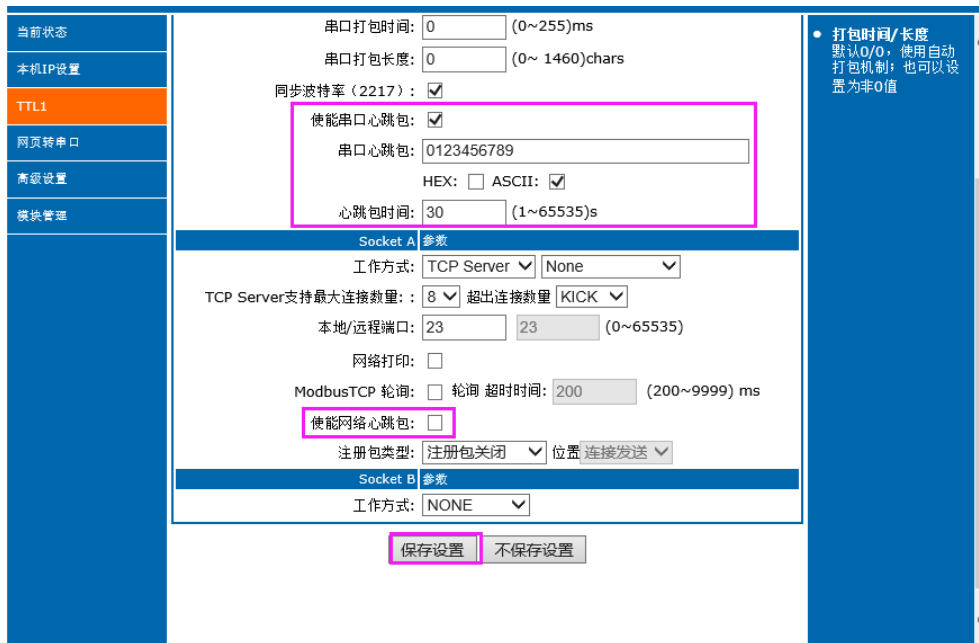 当前状态
本机IP设置
TTL1
网页转串口
高级设置
模块管理
串口打包时间: 0 (0~255)ms
串口打包长度: 0 (0~ 1460)chars
同步波特率（2217）:
使能串口心跳包:
串口心跳包: 0123456789
HEX: ASCII:
心跳包时间: 30 (1~65535)s
Socket A 参数
工作方式: TCP Server None
TCP Server支持最大连接数量: : 8 超出连接数量 KICK
本地/远程端口: 23 23 (0~65535)
网络打印:
ModbusTCP 轮询: 轮询 超时时间: 200 (200~9999) ms
使能网络心跳包:
注册包类型: 注册包关闭 位置 连接发送
Socket B 参数
工作方式: NONE
保存设置 不保存设置
打包时间/长度
默认0/0，使用自动
打包机制；也可以设
置为非0值